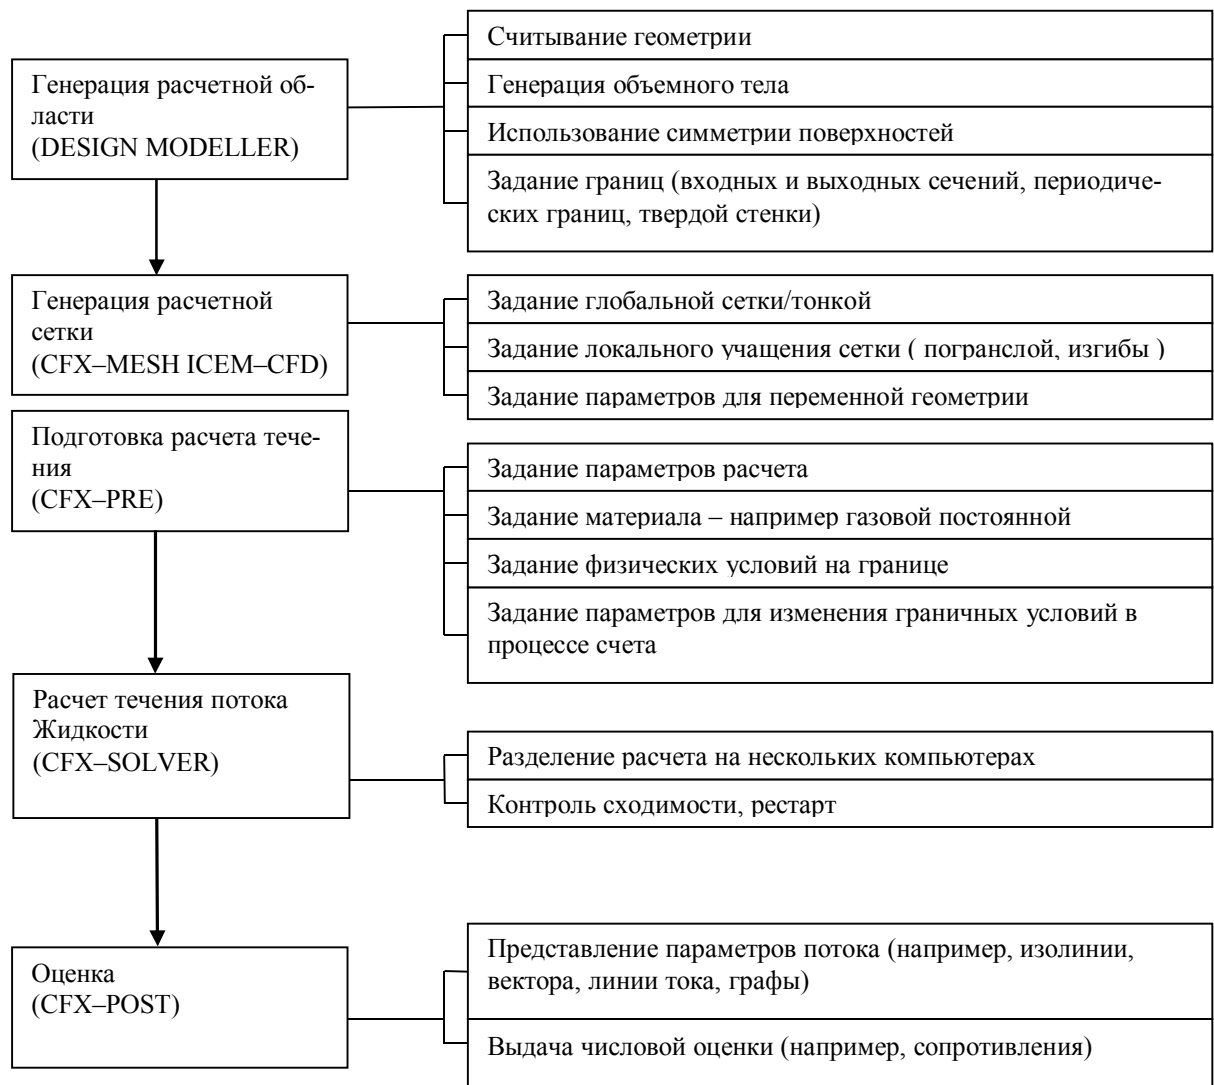 Генерация расчетной об-
ласти
(DESIGN MODELLER)
Считывание геометрии
Генерация объемного тела
Использование симметрии поверхностей
Задание границ (входных и выходных сечений, периодиче-
ских границ, твердой стенки)
Генерация расчетной
сетки
(CFX–MESH ICEM–CFD)
Задание глобальной сетки/тонкой
Задание локального учащения сетки ( погранслой, изгибы )
Задание параметров для переменной геометрии
Подготовка расчета тече-
ния
(CFX–PRE)
Задание параметров расчета
Задание материала – например газовой постоянной
Задание физических условий на границе
Задание параметров для изменения граничных условий в
процессе счета
Расчет течения потока
Жидкости
(CFX–SOLVER)
Разделение расчета на нескольких компьютерах
Контроль сходимости, рестарт
Оценка
(CFX–POST)
Представление параметров потока (например, изолинии,
вектора, линии тока, графы)
Выдача числовой оценки (например, сопротивления)